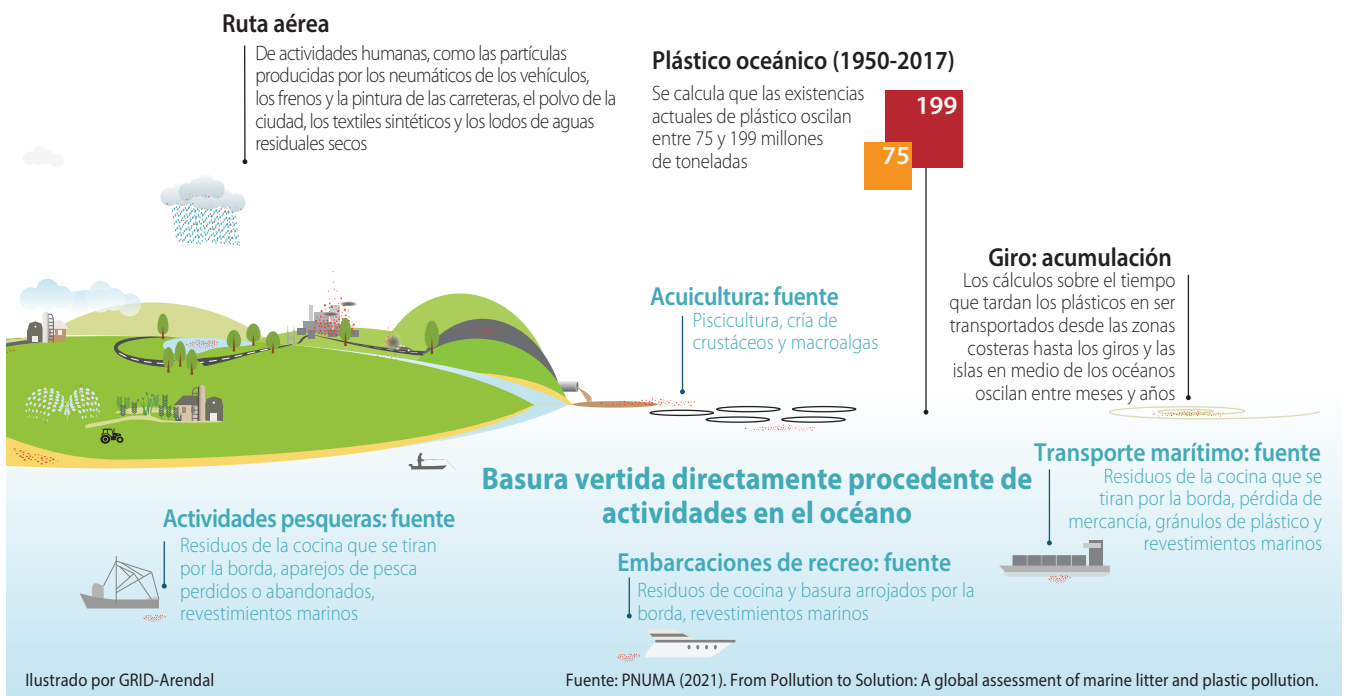 Ruta aérea
De actividades humanas, como las partículas
producidas por los neumáticos de los vehículos,
los frenos y la pintura de las carreteras, el polvo de la
ciudad, los textiles sintéticos y los lodos de aguas
residuales secos
Plástico oceánico (1950-2017)
Se calcula que las existencias
actuales de plástico oscilan
entre 75 y 199 millones
de toneladas
199
75
Giro: acumulación
Los cálculos sobre el tiempo
que tardan los plásticos en ser
transportados desde las zonas
costeras hasta los giros y las
islas en medio de los océanos
oscilan entre meses y años
Acuicultura: fuente
Piscicultura, cría de
crustáceos y macroalgas
Basura vertida directamente procedente de
actividades en el océano
Transporte marítimo: fuente
Residuos de la cocina que se
tiran por la borda, pérdida de
mercancía, gránulos de plástico y
revestimientos marinos
Actividades pesqueras: fuente
Residuos de la cocina que se tiran
por la borda, aparejos de pesca
perdidos o abandonados,
revestimientos marinos
Embarcaciones de recreo: fuente
Residuos de cocina y basura arrojados por la
borda, revestimientos marinos
Ilustrado por GRID-Arendal
Fuente: PNUMA (2021). From Pollution to Solution: A global assessment of marine litter and plastic pollution.